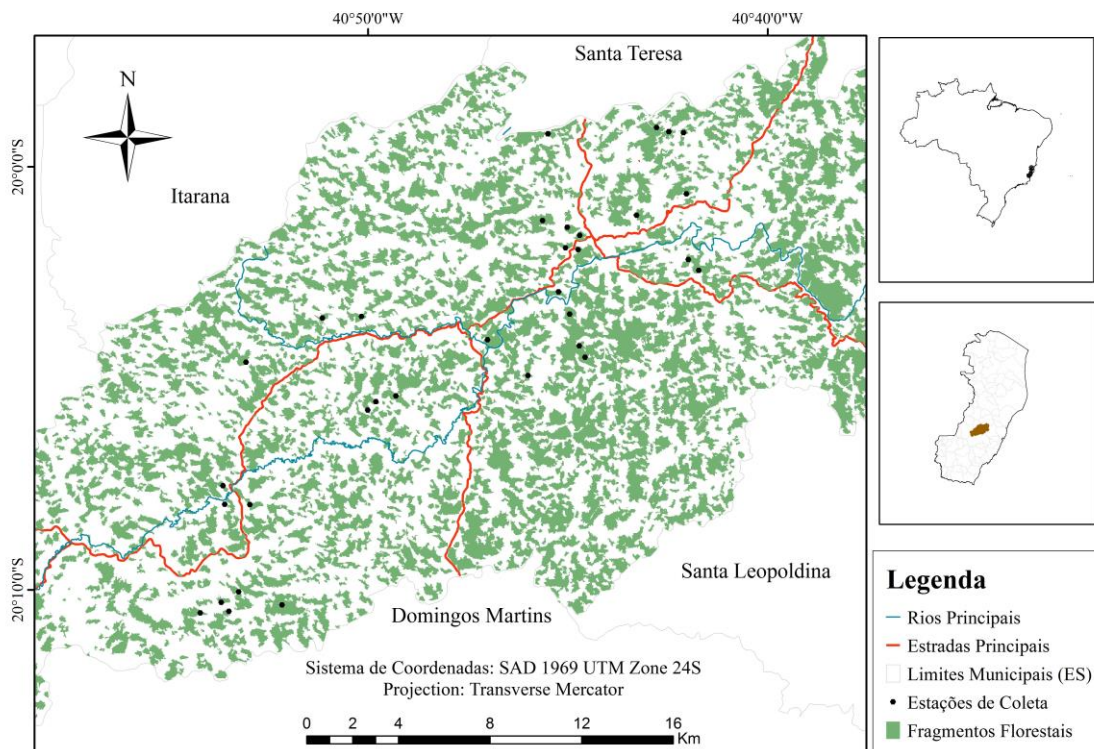 40°50'0"W
40°40'0"W
Santa Teresa
N
20°0'0"S
Itarana
Santa Leopoldina
20°10'0"S
Domingos Martins
Sistema de Coordenadas: SAD 1969 UTM Zone 24S
Projection: Transverse Mercator
0 2 4 8 12 16
Km
Legenda
Rios Principais
Estradas Principais
Limites Municipais (ES)
Estações de Coleta
Fragmentos Florestais